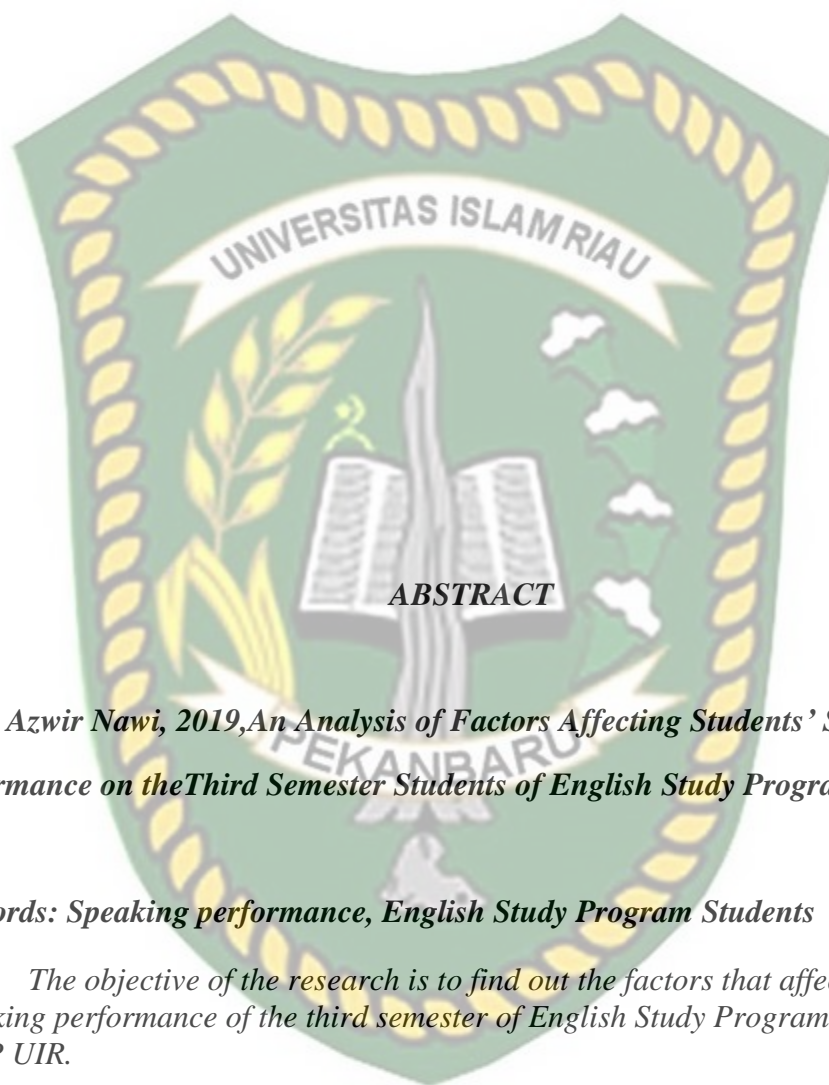 UNIVERSITAS ISLAM RIAU
ABSTRACT
Azwir Nawi, 2019,An Analysis of Factors Affecting Students’ S
rmance on theThird Semester Students of English Study Progra
PEKANBARU
ords: Speaking performance, English Study Program Students
The objective of the research is to find out the factors that affec
king performance of the third semester of English Study Program
P UIR.